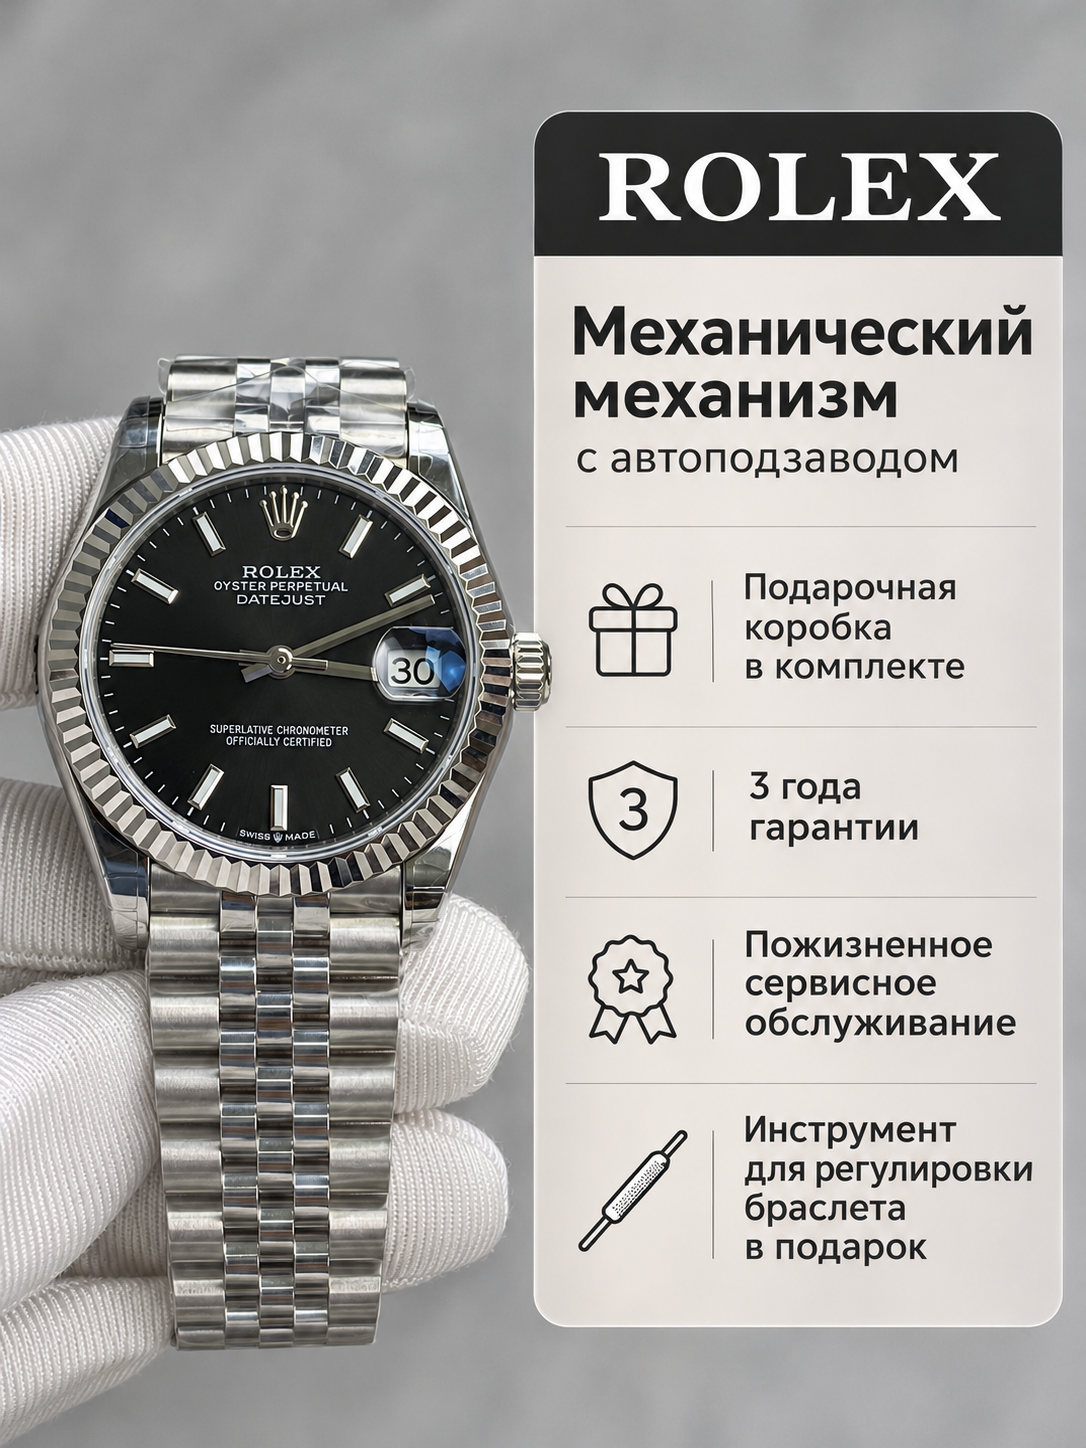 ROLEX
Механический
механизм
с автоподзаводом
Подарочная
коробка
в комплекте
3
3 года
гарантии
Пожизненное
сервисное
обслуживание
Инструмент
для регулировки
браслета
в подарок
ROLEX
OYSTER PERPETUAL
DATEJUST
30
SUPERLATIVE CHRONOMETER
OFFICIALLY CERTIFIED
SWISS MADE